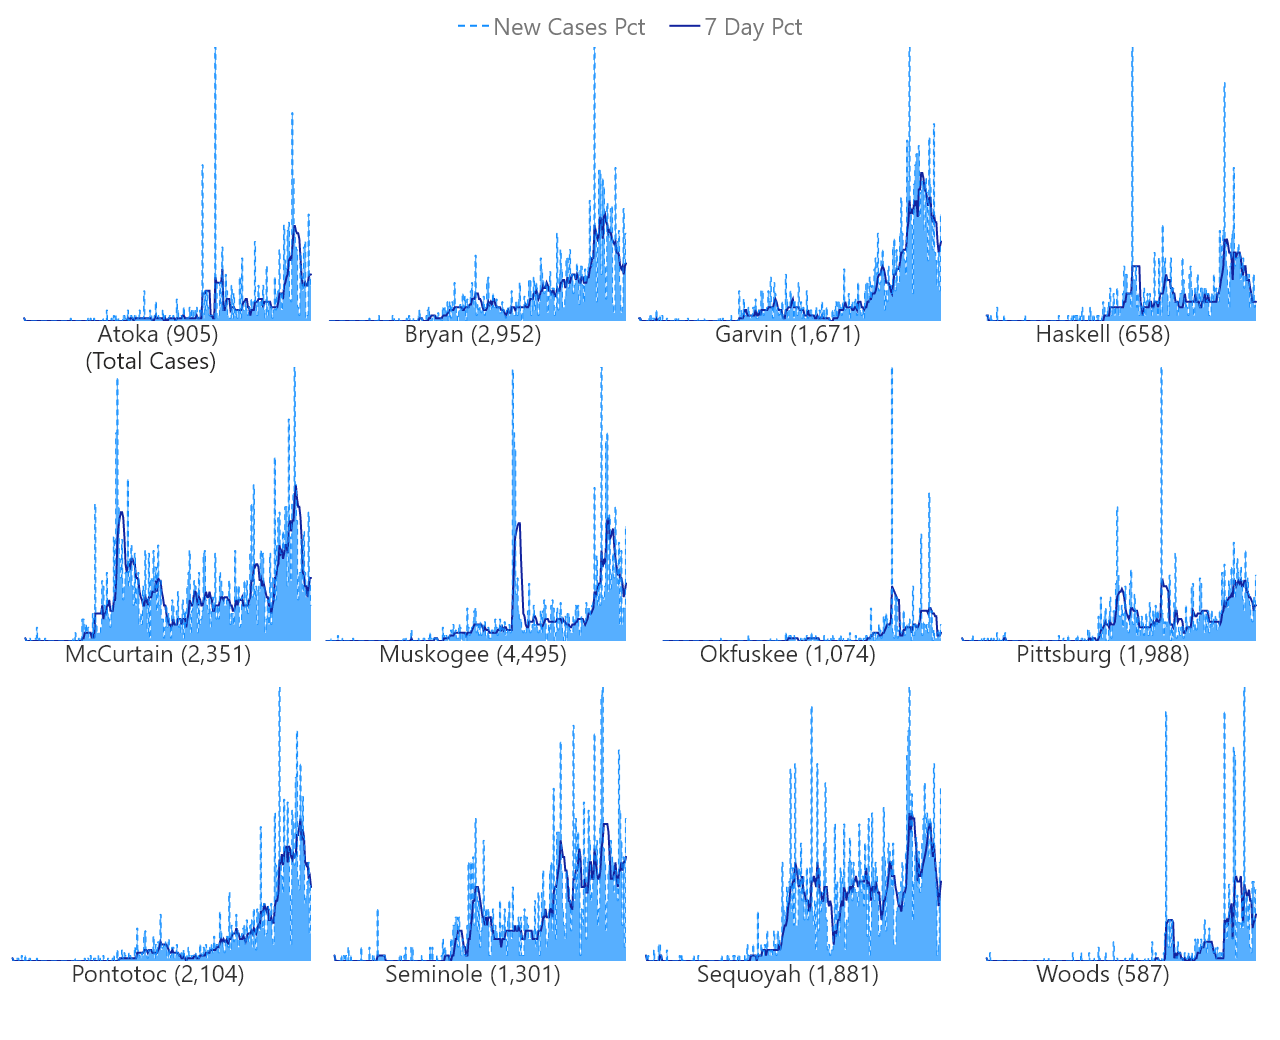 New Cases Pct 7 Day Pct
Atoka (905) Bryan (2,952) Garvin (1,671) Haskell (658)
(Total Cases)
McCurtain (2,351) Muskogee (4,495) Okfuskee (1,074) Pittsburg (1,988)
Pontotoc (2,104) Seminole (1,301) Sequoyah (1,881) Woods (587)